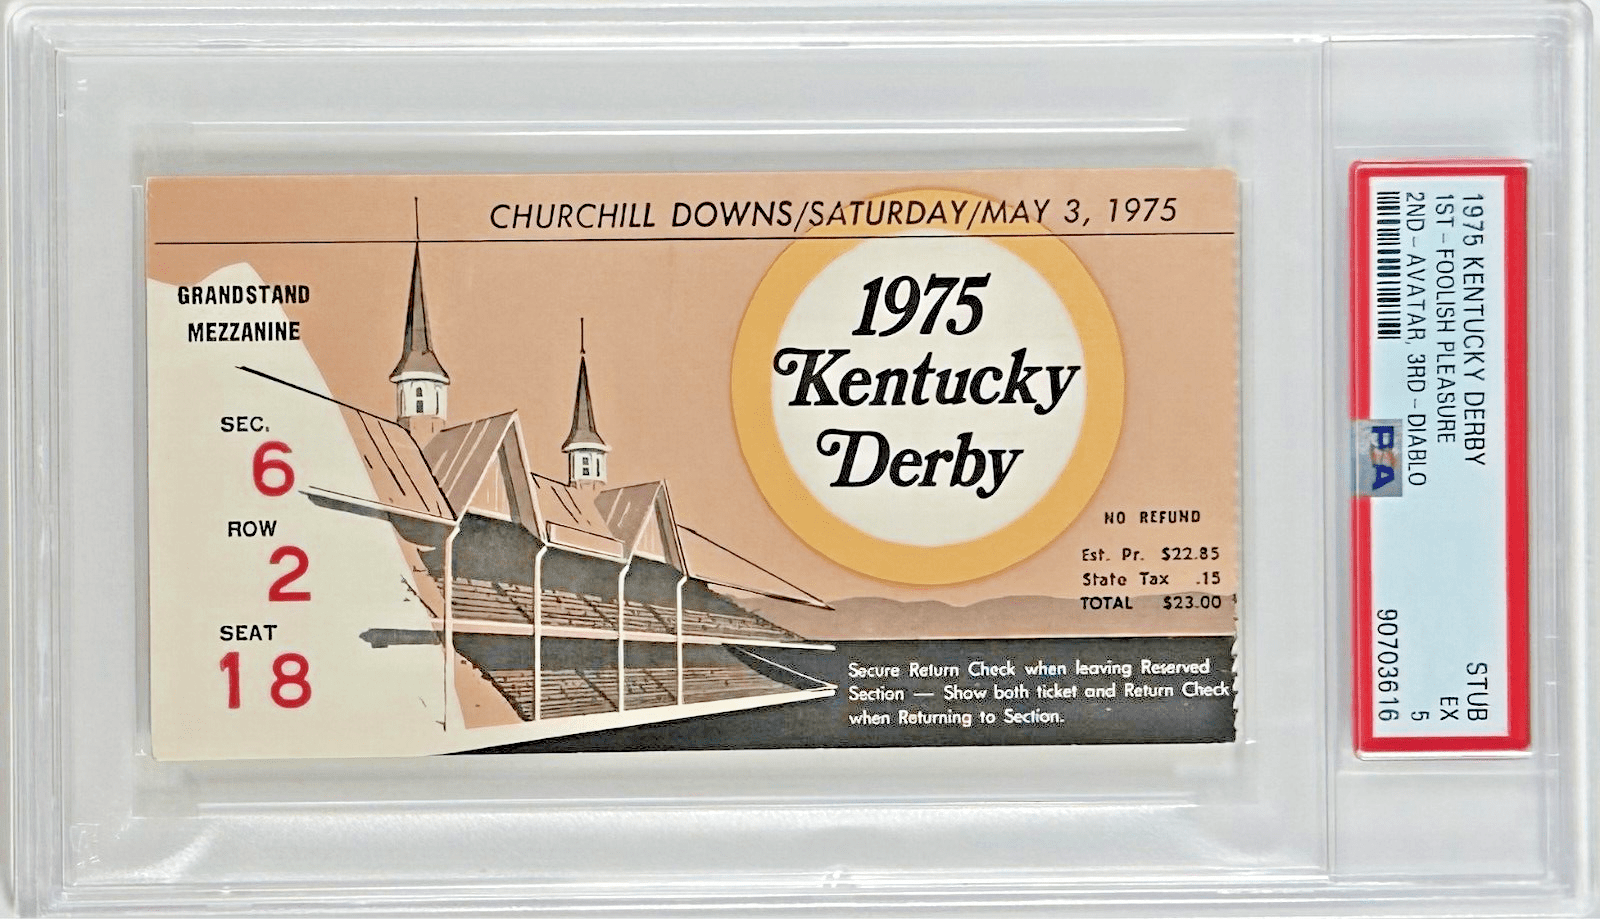 CHURCHILL DOWNS/SATURDAY/MAY 3, 1975
GRANDSTAND
MEZZANINE
SEC.
6
ROW
2
SEAT
18
1975
Kentucky
Derby
NO REFUND
Est. Pr. $22.85
State Tax .15
TOTAL $23.00
Secure Return Check when leaving Reserved
Section — Show both ticket and Return Check
when Returning to Section.
1975 KENTUCKY DERBY STUB
1ST - FOOLISH PLEASURE EX
2ND - AVATAR, 3RD - DIABLO 5
90703616
PSA